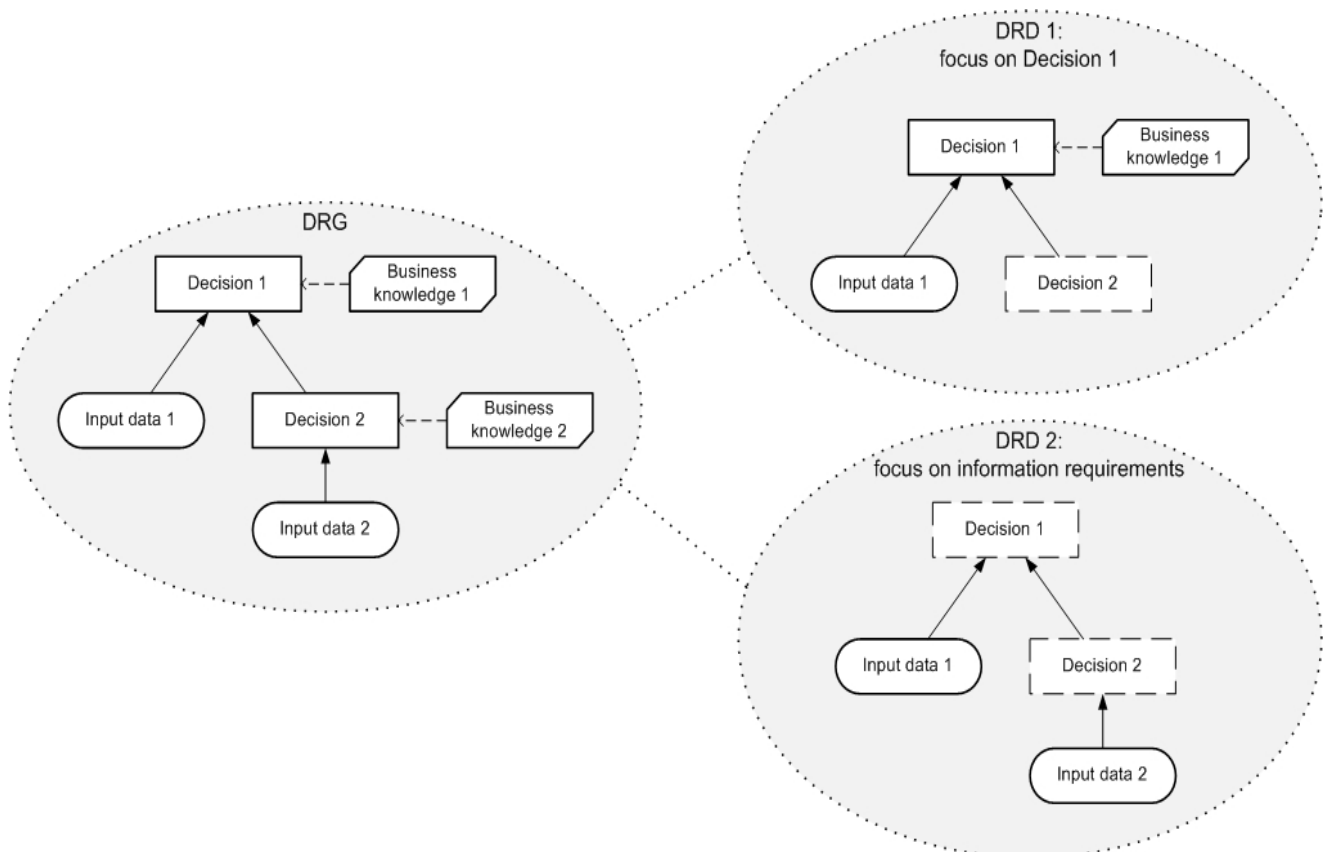 DRG
Decision 1
Business
knowledge 1
Input data 1
Decision 2
Business
knowledge 2
Input data 2
DRD 1:
focus on Decision 1
Decision 1
Business
knowledge 1
Input data 1
Decision 2
DRD 2:
focus on information requirements
Decision 1
Input data 1
Decision 2
Input data 2